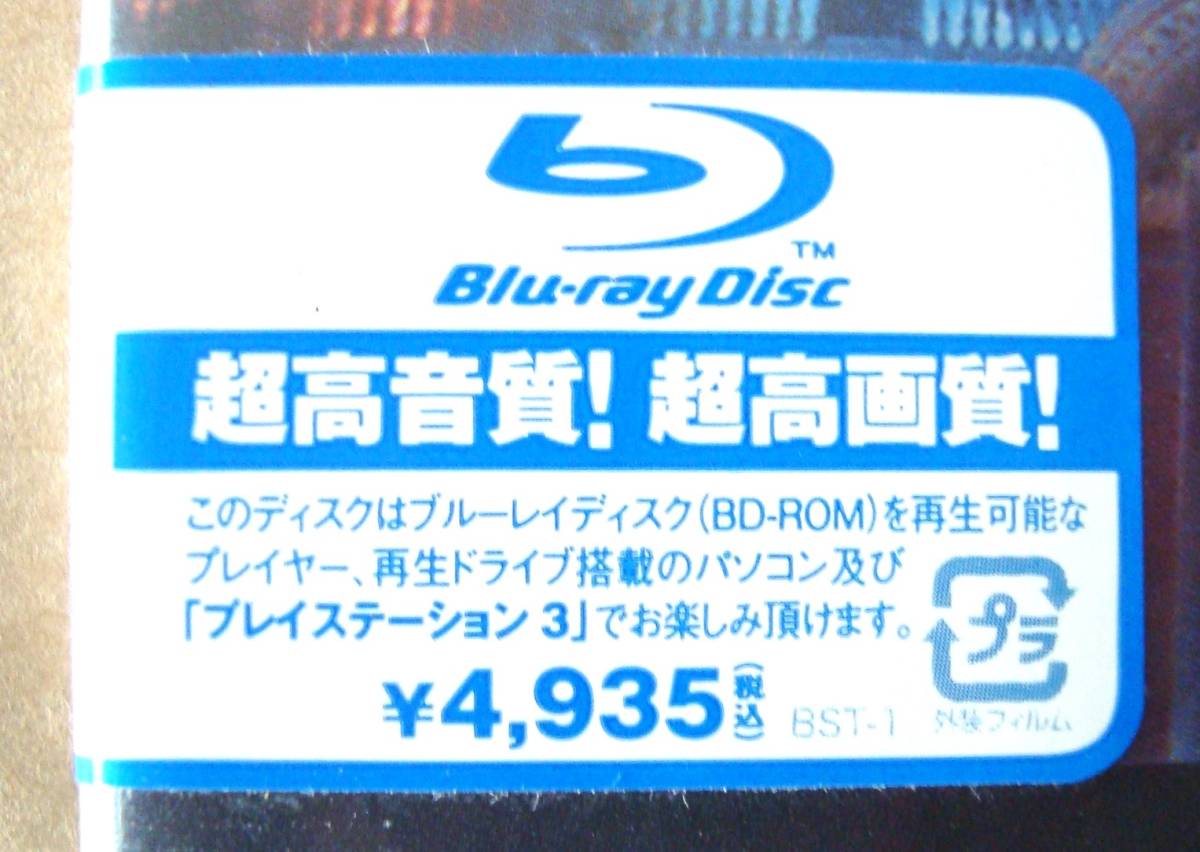 TM
Blu-ray Disc
超高音質! 超高画質!
このディスクはブルーレイディスク(BD-ROM)を再生可能な
プレイヤー、再生ドライブ搭載のパソコン及び
「プレイステーション 3」でお楽しみ頂けます。
プラ
¥4,935(税込)
BST-1
外装フィルム